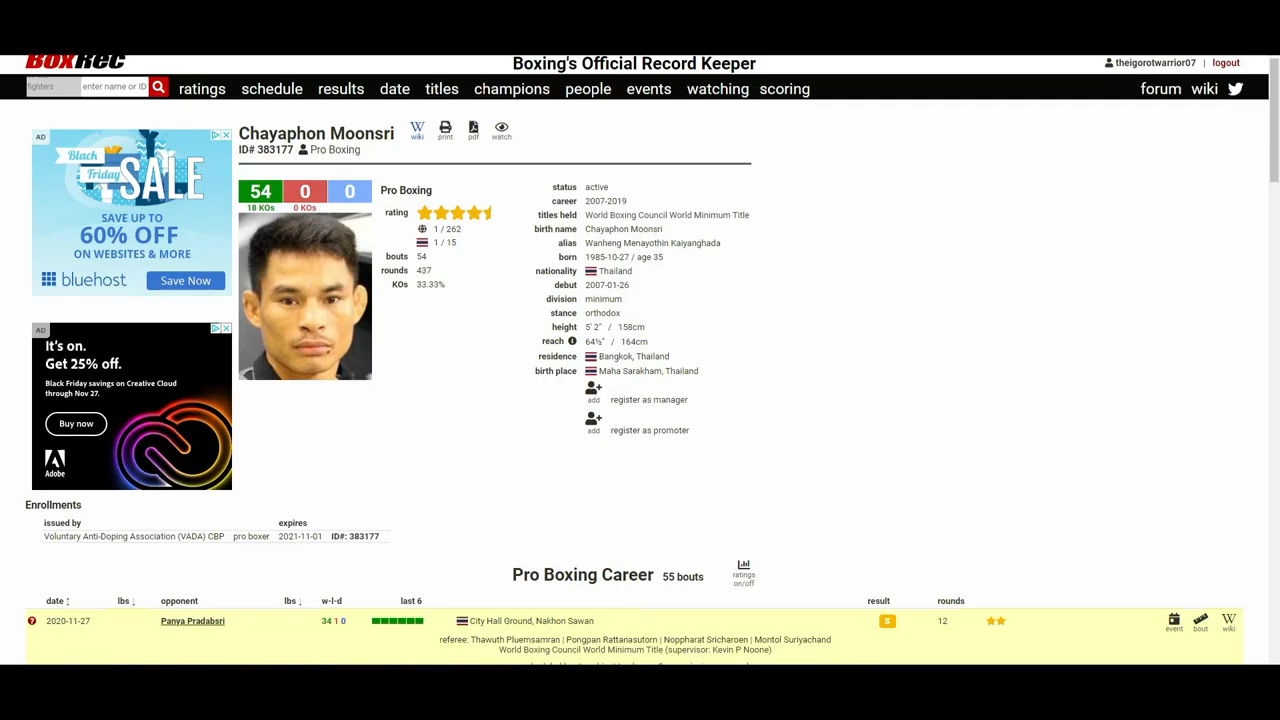 BoxRec
Boxing's Official Record Keeper
theigorotwarrior07 | logout
fighters enter name or ID
ratings schedule results date titles champions people events watching scoring
forum wiki
AD
Black
Friday
SALE
SAVE UP TO
60% OFF
ON WEBSITES & MORE
bluehost Save Now
AD
It's on.
Get 25% off.
Black Friday savings on Creative Cloud
through Nov 27.
Buy now
Adobe
Chayaphon Moonsri
wiki print pdf watch
ID# 383177 Pro Boxing
54 0 0
18 KOs 0 KOs
Pro Boxing
rating
1 / 262
1 / 15
bouts 54
rounds 437
KOs 33.33%
status active
career 2007-2019
titles held World Boxing Council World Minimum Title
birth name Chayaphon Moonsri
alias Wanheng Menayothin Kaiyanghada
born 1985-10-27 / age 35
nationality Thailand
debut 2007-01-26
division minimum
stance orthodox
height 5' 2" / 158cm
reach 64½" / 164cm
residence Bangkok, Thailand
birth place Maha Sarakham, Thailand
add register as manager
add register as promoter
Enrollments
issued by expires
Voluntary Anti-Doping Association (VADA) CBP pro boxer 2021-11-01 ID#: 383177
Pro Boxing Career 55 bouts
ratings
on/off
date lbs opponent lbs w-l-d last 6 result rounds
2020-11-27 Panya Pradabsri 34 1 0 City Hall Ground, Nakhon Sawan S 12
event bout wiki
referee: Thawuth Pluemsamran | Pongpan Rattanasutorn | Noppharat Sricharoen | Montol Suriyachand
World Boxing Council World Minimum Title (supervisor: Kevin P Noone)